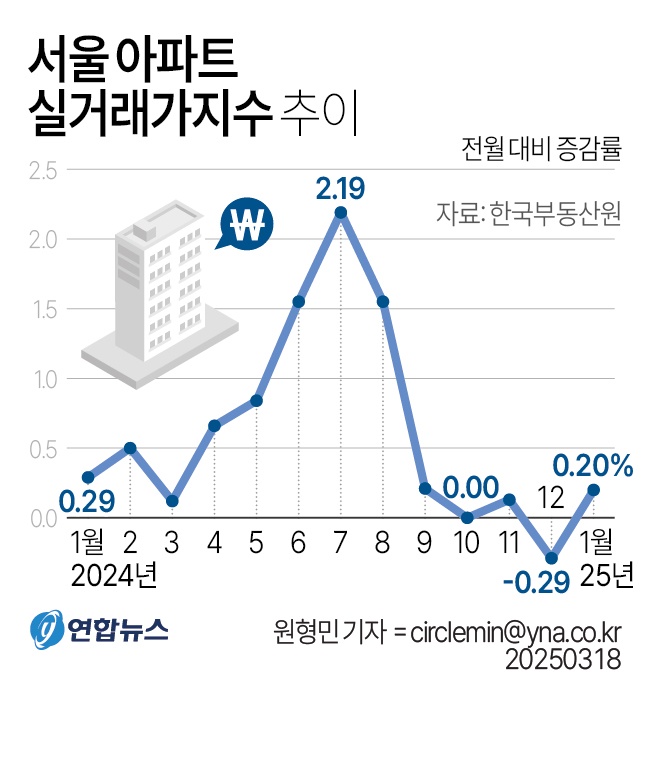 서울 아파트
실거래가지수 추이
전월 대비 증감률
자료: 한국부동산원
2.5
2.0
1.5
1.0
0.5
0.0
₩
0.29
2.19
0.00
12
-0.29
0.20%
1월 2 3 4 5 6 7 8 9 10 11 1월
2024년 25년
연합뉴스
원형민 기자 = circlemin@yna.co.kr
20250318